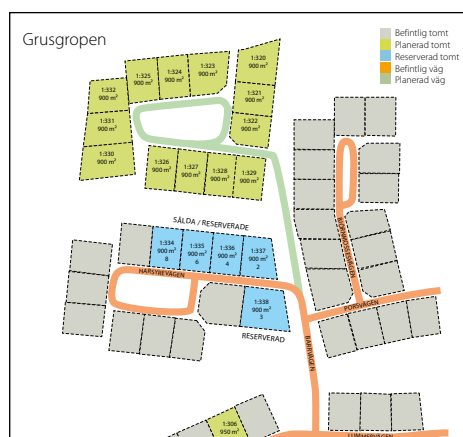 Grusgropen
Befintlig tomt
Planerad tomt
Reserverad tomt
Befintlig väg
Planerad väg
1:320
900 m²
1:323
900 m²
1:324
900 m²
1:325
900 m²
1:332
900 m²
1:321
900 m²
1:331
900 m²
1:322
900 m²
1:330
900 m²
1:326
900 m²
1:327
900 m²
1:328
900 m²
1:329
900 m²
SÅLDA / RESERVERADE
1:334
900 m²
8
1:335
900 m²
6
1:336
900 m²
4
1:337
900 m²
2
HARSYREVÄGEN
BJÖRNMOSSEVÄGEN
1:338
900 m²
3
PORSVÄGEN
RESERVERAD
BARRVÄGEN
1:306
950 m²
LUMMERVÄGEN